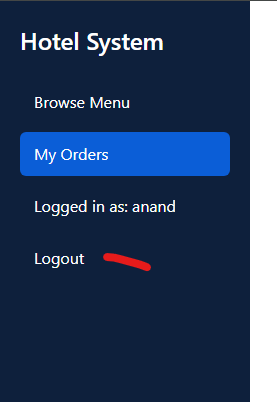 Hotel System
Browse Menu
My Orders
Logged in as: anand
Logout